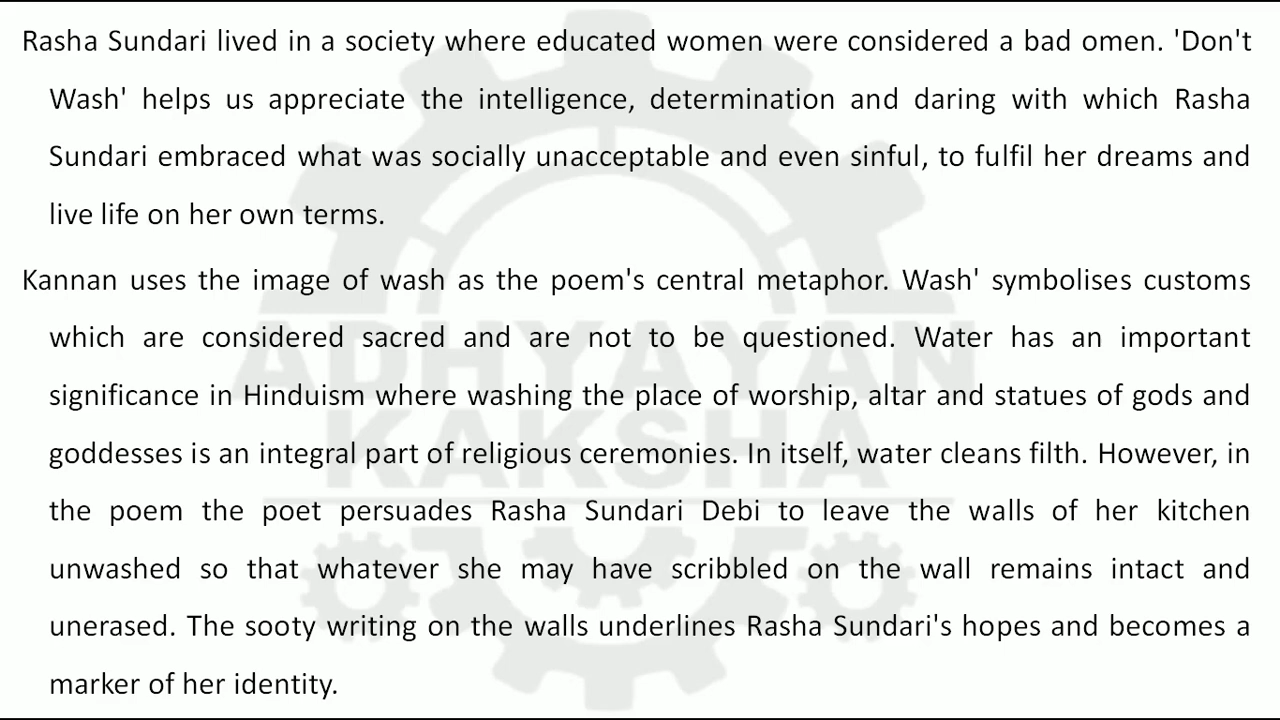 Rasha Sundari lived in a society where educated women were considered a bad omen. 'Don't
Wash' helps us appreciate the intelligence, determination and daring with which Rasha
Sundari embraced what was socially unacceptable and even sinful, to fulfil her dreams and
live life on her own terms.
Kannan uses the image of wash as the poem's central metaphor. Wash' symbolises customs
which are considered sacred and are not to be questioned. Water has an important
significance in Hinduism where washing the place of worship, altar and statues of gods and
goddesses is an integral part of religious ceremonies. In itself, water cleans filth. However, in
the poem the poet persuades Rasha Sundari Debi to leave the walls of her kitchen
unwashed so that whatever she may have scribbled on the wall remains intact and
unerased. The sooty writing on the walls underlines Rasha Sundari's hopes and becomes a
marker of her identity.
ADHYAYAN
KAKSHA